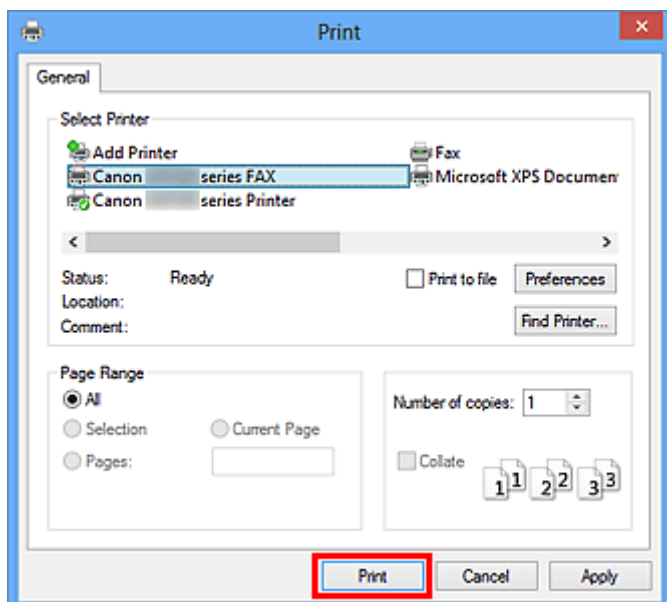 Print
General
Select Printer
Add Printer
Fax
Canon series FAX
Microsoft XPS Documen
Canon series Printer
Status: Ready
Print to file
Preferences
Location:
Comment:
Find Printer...
Page Range
All
Number of copies: 1
Selection
Current Page
Pages:
Collate
1 1 2 2 3 3
Print
Cancel
Apply